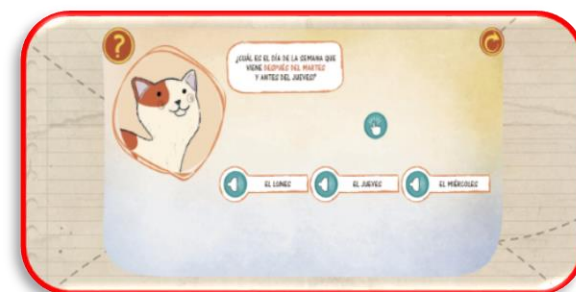 ?
¿CUÁL ES EL DÍA DE LA SEMANA QUE
VIENE DESPUÉS DEL MARTES
Y ANTES DEL JUEVES?
EL LUNES
EL JUEVES
EL MIÉRCOLES